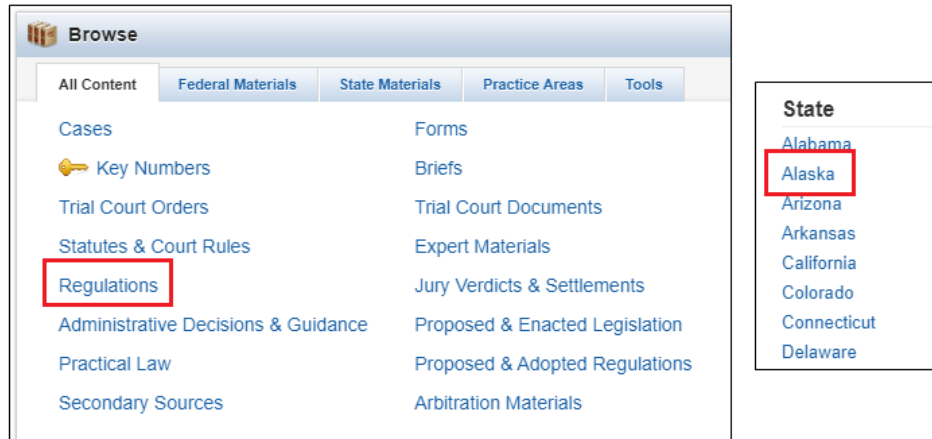 Browse
All Content Federal Materials State Materials Practice Areas Tools
Cases
Key Numbers
Trial Court Orders
Statutes & Court Rules
Regulations
Administrative Decisions & Guidance
Practical Law
Secondary Sources
Forms
Briefs
Trial Court Documents
Expert Materials
Jury Verdicts & Settlements
Proposed & Enacted Legislation
Proposed & Adopted Regulations
Arbitration Materials
State
Alabama
Alaska
Arizona
Arkansas
California
Colorado
Connecticut
Delaware